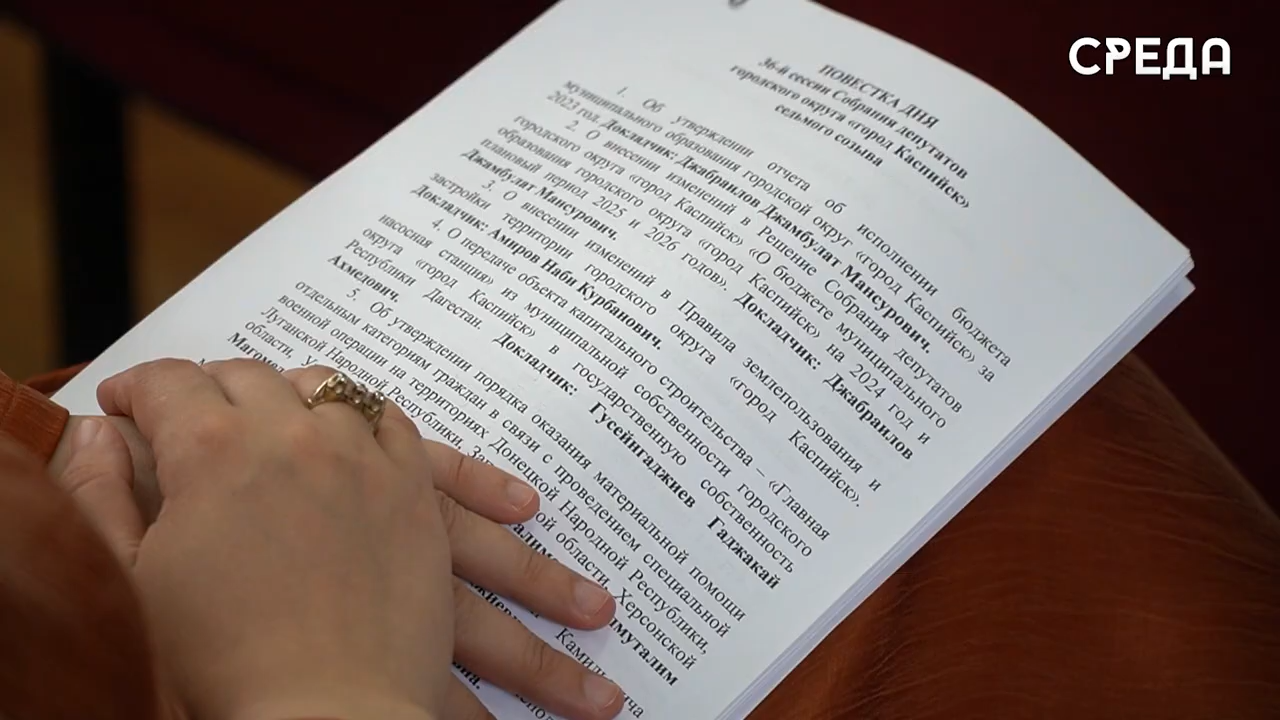 СРЕДА
ПОВЕСТКА ДНЯ
36-й сессии Собрания депутатов
городского округа «город Каспийск»
седьмого созыва
1. Об утверждении отчета об исполнении бюджета
муниципального образования городской округ «город Каспийск» за
2023 год. Докладчик: Джабраилов Джамбулат Мансурович.
2. О внесении изменений в Решение Собрания депутатов
городского округа «город Каспийск» «О бюджете муниципального
образования городского округа «город Каспийск» на 2024 год и
плановый период 2025 и 2026 годов». Докладчик: Джабраилов
Джамбулат Мансурович.
3. О внесении изменений в Правила землепользования и
застройки территории городского округа «город Каспийск».
Докладчик: Амиров Наби Курбанович.
4. О передаче объекта капитального строительства – «Главная
насосная станция» из муниципальной собственности городского
округа «город Каспийск» в государственную собственность
Республики Дагестан. Докладчик: Гусейнгаджиев Гаджакай
Ахмедович.
5. Об утверждении порядка оказания материальной помощи
отдельным категориям граждан в связи с проведением специальной
военной операции на территориях Донецкой Народной Республики,
Луганской Народной Республики, Зап ой области, Херсонской
области, У